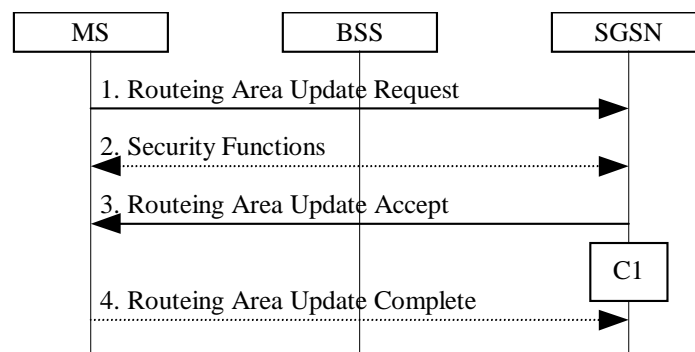 MS
BSS
SGSN
1. Routeing Area Update Request
2. Security Functions
3. Routeing Area Update Accept
C1
4. Routeing Area Update Complete